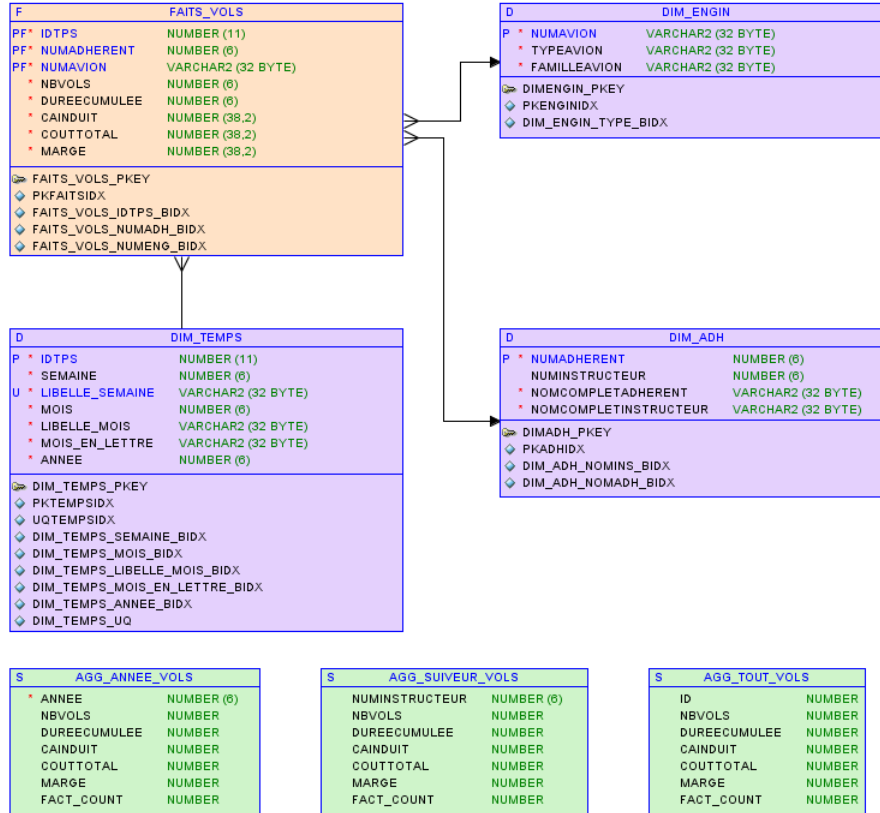 F FAITS_VOLS
PF* IDTPS NUMBER (11)
PF* NUMADHERENT NUMBER (6)
PF* NUMAVION VARCHAR2 (32 BYTE)
* NBVOLS NUMBER (6)
* DUREECUMULEE NUMBER (6)
* CAINDUIT NUMBER (38,2)
* COUTTOTAL NUMBER (38,2)
* MARGE NUMBER (38,2)
FAITS_VOLS_PKEY
PKFAITSIDX
FAITS_VOLS_IDTPS_BIDX
FAITS_VOLS_NUMADH_BIDX
FAITS_VOLS_NUMENG_BIDX
D DIM_ENGIN
P * NUMAVION VARCHAR2 (32 BYTE)
* TYPEAVION VARCHAR2 (32 BYTE)
* FAMILLEAVION VARCHAR2 (32 BYTE)
DIMENGIN_PKEY
PKENGINIDX
DIM_ENGIN_TYPE_BIDX
D DIM_TEMPS
P * IDTPS NUMBER (11)
* SEMAINE NUMBER (6)
U * LIBELLE_SEMAINE VARCHAR2 (32 BYTE)
* MOIS NUMBER (6)
* LIBELLE_MOIS VARCHAR2 (32 BYTE)
* MOIS_EN_LETTRE VARCHAR2 (32 BYTE)
* ANNEE NUMBER (6)
DIM_TEMPS_PKEY
PKTEMPSIDX
UQTEMPSIDX
DIM_TEMPS_SEMAINE_BIDX
DIM_TEMPS_MOIS_BIDX
DIM_TEMPS_LIBELLE_MOIS_BIDX
DIM_TEMPS_MOIS_EN_LETTRE_BIDX
DIM_TEMPS_ANNEE_BIDX
DIM_TEMPS_UQ
D DIM_ADH
P * NUMADHERENT NUMBER (6)
NUMINSTRUCTEUR NUMBER (6)
* NOMCOMPLETADHERENT VARCHAR2 (32 BYTE)
* NOMCOMPLETINSTRUCTEUR VARCHAR2 (32 BYTE)
DIMADH_PKEY
PKADHIDX
DIM_ADH_NOMINS_BIDX
DIM_ADH_NOMADH_BIDX
S AGG_ANNEE_VOLS
* ANNEE NUMBER (6)
NBVOLS NUMBER
DUREECUMULEE NUMBER
CAINDUIT NUMBER
COUTTOTAL NUMBER
MARGE NUMBER
FACT_COUNT NUMBER
S AGG_SUIVEUR_VOLS
NUMINSTRUCTEUR NUMBER (6)
NBVOLS NUMBER
DUREECUMULEE NUMBER
CAINDUIT NUMBER
COUTTOTAL NUMBER
MARGE NUMBER
FACT_COUNT NUMBER
S AGG_TOUT_VOLS
ID NUMBER
NBVOLS NUMBER
DUREECUMULEE NUMBER
CAINDUIT NUMBER
COUTTOTAL NUMBER
MARGE NUMBER
FACT_COUNT NUMBER